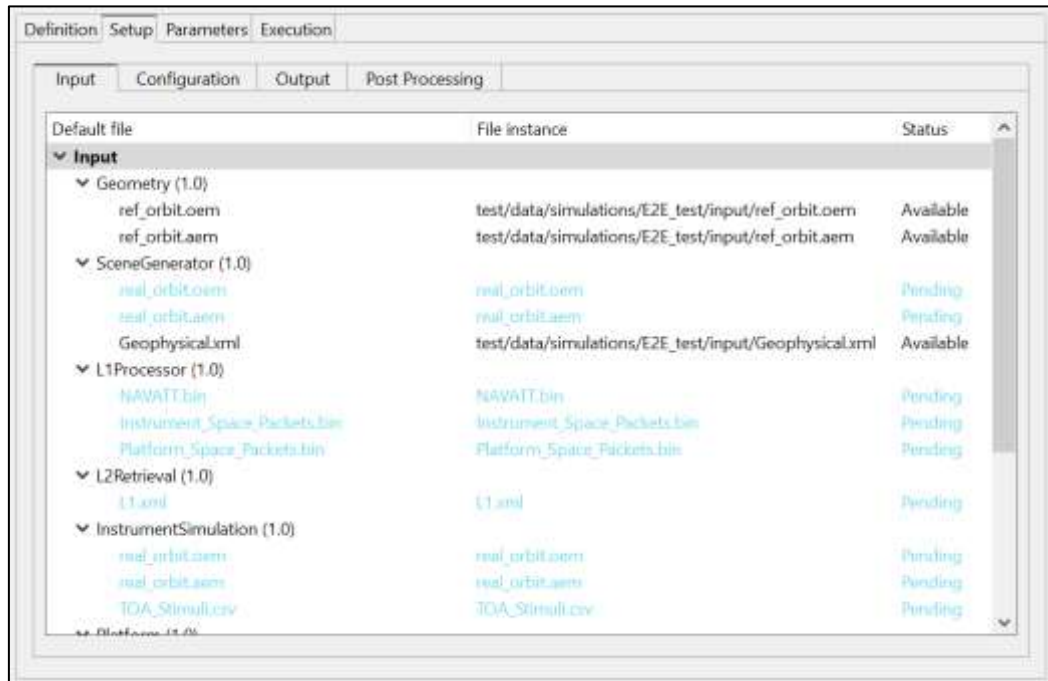 Definition Setup Parameters Execution
Input Configuration Output Post Processing
Default file File instance Status
Input
Geometry (1.0)
ref_orbit.oem test/data/simulations/E2E_test/input/ref_orbit.oem Available
ref_orbit.aem test/data/simulations/E2E_test/input/ref_orbit.aem Available
SceneGenerator (1.0)
real_orbit.oem real_orbit.oem Pending
real_orbit.aem real_orbit.aem Pending
Geophysical.xml test/data/simulations/E2E_test/input/Geophysical.xml Available
L1Processor (1.0)
NAVATT.bin NAVATT.bin Pending
Instrument_Space_Packets.bin Instrument_Space_Packets.bin Pending
Platform_Space_Packets.bin Platform_Space_Packets.bin Pending
L2Retrieval (1.0)
L1.xml L1.xml Pending
InstrumentSimulation (1.0)
real_orbit.oem real_orbit.oem Pending
real_orbit.aem real_orbit.aem Pending
TOA_Stimuli.csv TOA_Stimuli.csv Pending
Platform (1.0)